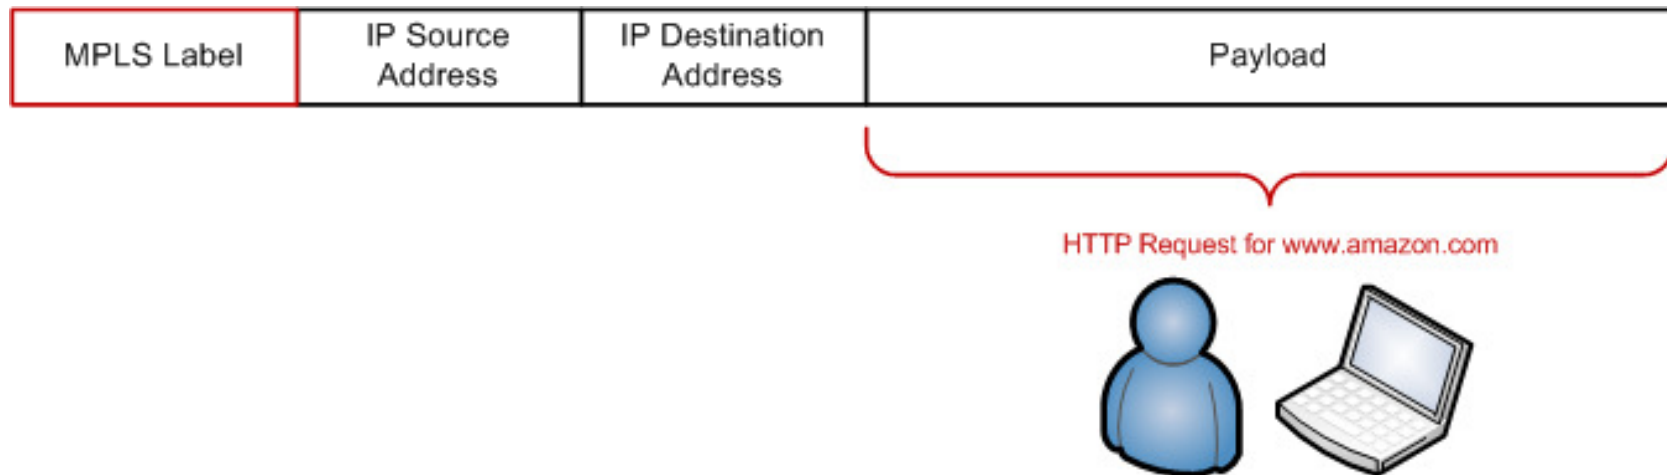 MPLS Label
IP Source
Address
IP Destination
Address
Payload
HTTP Request for www.amazon.com